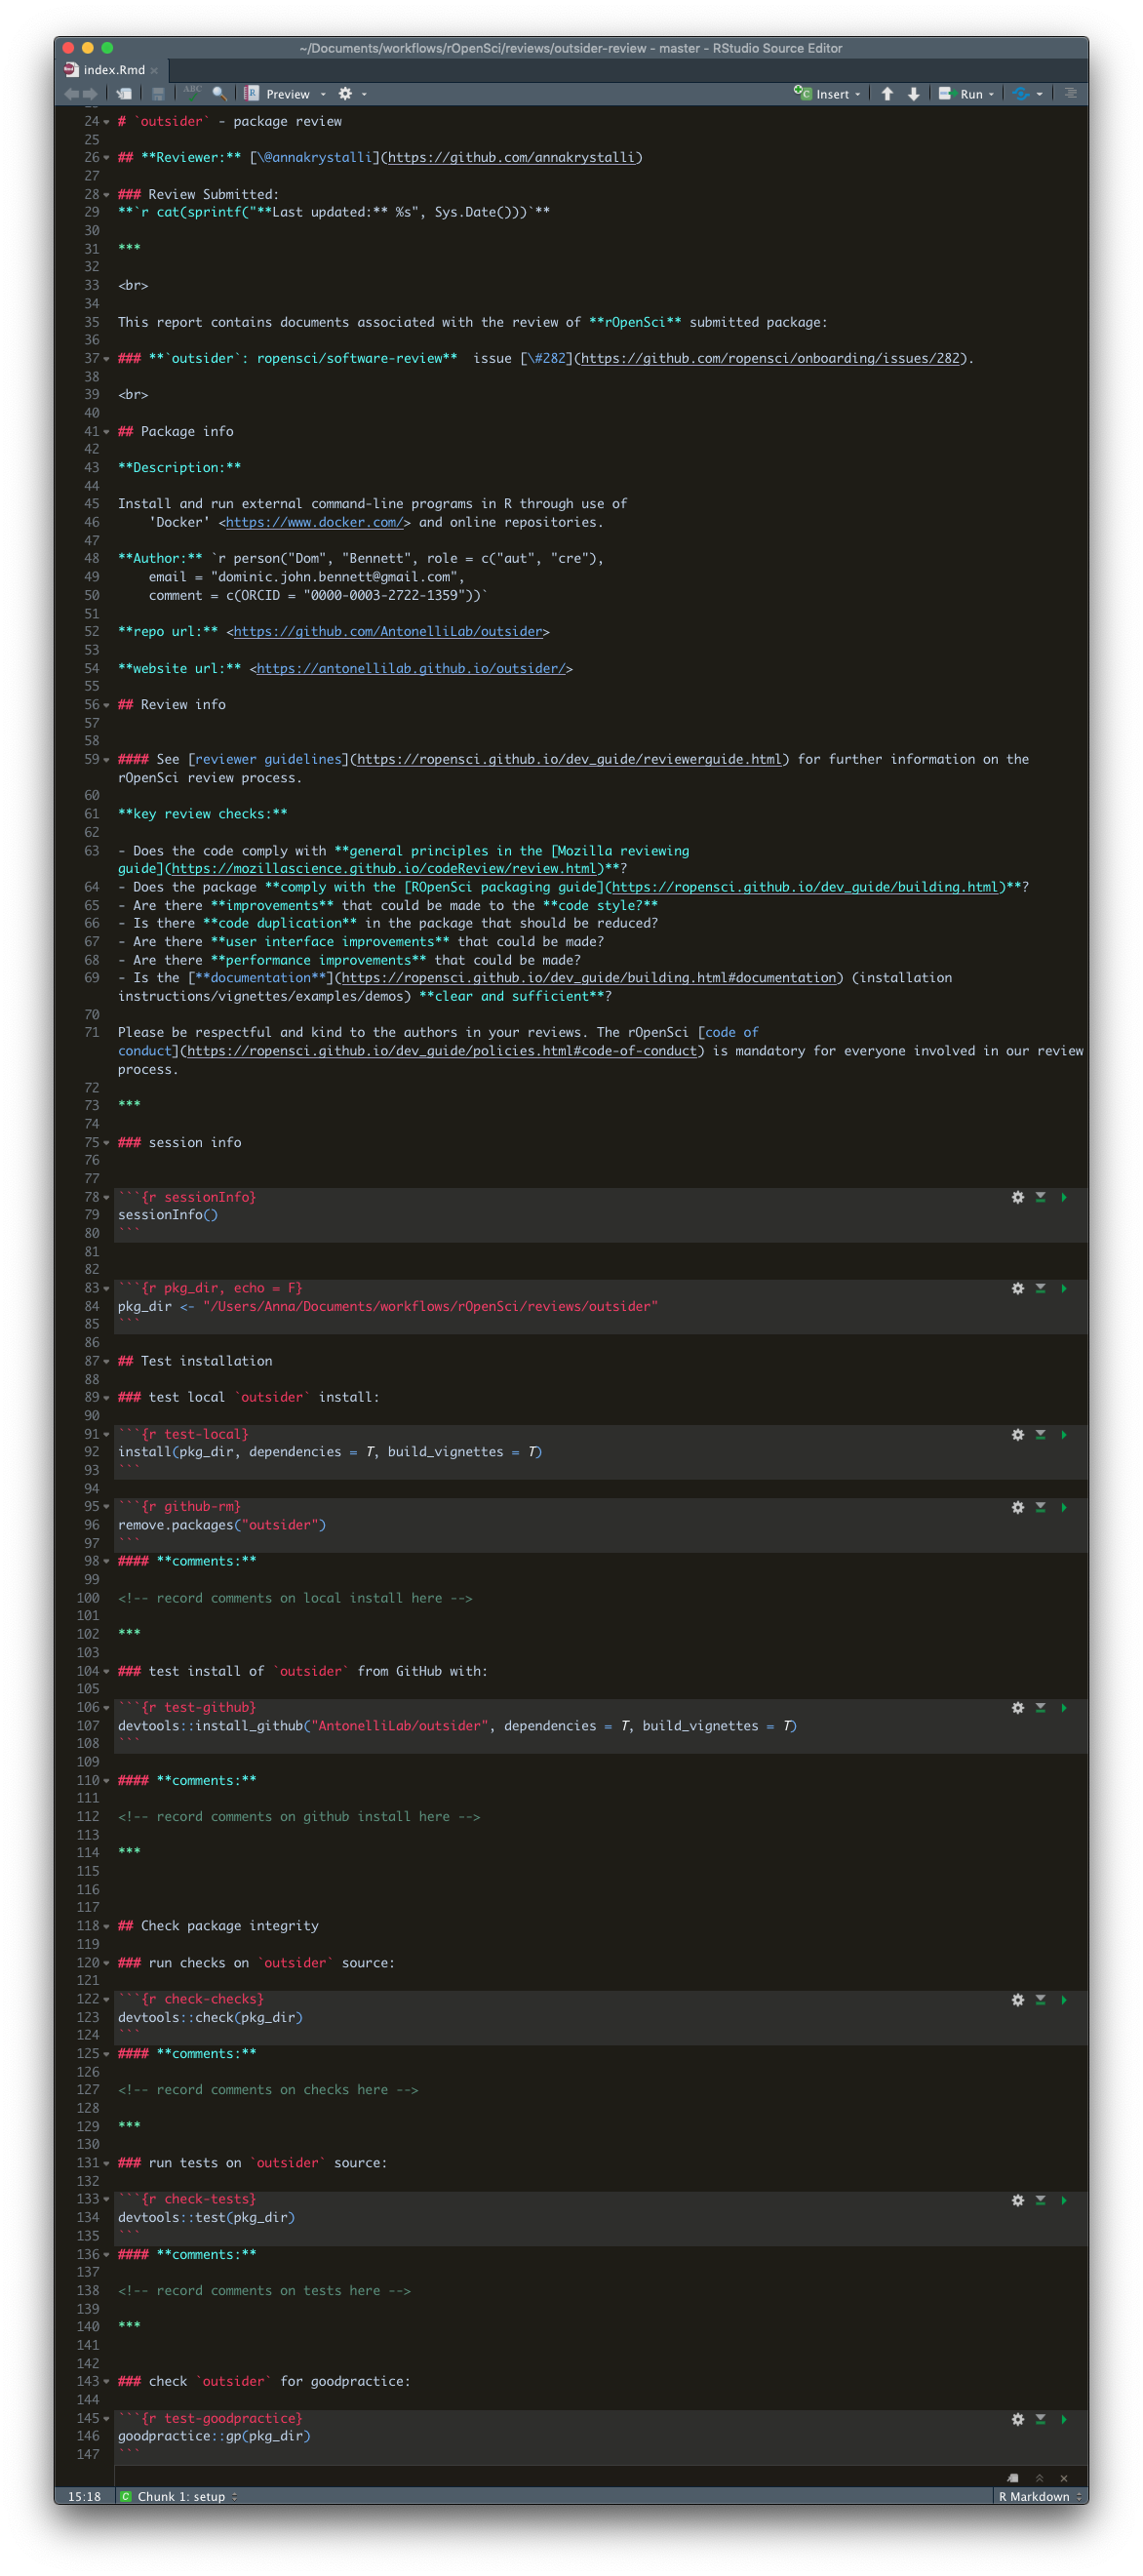 ~/Documents/workflows/rOpenSci/reviews/outsider-review - master - RStudio Source Editor
index.Rmd
ABC Preview Insert Run
24 # `outsider` - package review
25
26 ## **Reviewer:** [\@annakrystalli](https://github.com/annakrystalli)
27
28 ### Review Submitted:
29 **`r cat(sprintf("**Last updated:** %s", Sys.Date()))`**
30
31 ***
32
33 <br>
34
35 This report contains documents associated with the review of **rOpenSci** submitted package:
36
37 ### **`outsider`: ropensci/software-review**  issue [\#282](https://github.com/ropensci/onboarding/issues/282).
38
39 <br>
40
41 ## Package info
42
43 **Description:**
44
45 Install and run external command-line programs in R through use of
46     'Docker' <https://www.docker.com/> and online repositories.
47
48 **Author:** `r person("Dom", "Bennett", role = c("aut", "cre"),
49     email = "dominic.john.bennett@gmail.com",
50     comment = c(ORCID = "0000-0003-2722-1359"))`
51
52 **repo url:** <https://github.com/AntonelliLab/outsider>
53
54 **website url:** <https://antonellilab.github.io/outsider/>
55
56 ## Review info
57
58
59 #### See [reviewer guidelines](https://ropensci.github.io/dev_guide/reviewerguide.html) for further information on the
rOpenSci review process.
60
61 **key review checks:**
62
63 - Does the code comply with **general principles in the [Mozilla reviewing
guide](https://mozillascience.github.io/codeReview/review.html)**?
64 - Does the package **comply with the [ROpenSci packaging guide](https://ropensci.github.io/dev_guide/building.html)**?
65 - Are there **improvements** that could be made to the **code style?**
66 - Is there **code duplication** in the package that should be reduced?
67 - Are there **user interface improvements** that could be made?
68 - Are there **performance improvements** that could be made?
69 - Is the [**documentation**](https://ropensci.github.io/dev_guide/building.html#documentation) (installation
instructions/vignettes/examples/demos) **clear and sufficient**?
70
71 Please be respectful and kind to the authors in your reviews. The rOpenSci [code of
conduct](https://ropensci.github.io/dev_guide/policies.html#code-of-conduct) is mandatory for everyone involved in our review
process.
72
73 ***
74
75 ### session info
76
77
78 ```{r sessionInfo}
79 sessionInfo()
80 ```
81
82
83 ```{r pkg_dir, echo = F}
84 pkg_dir <- "/Users/Anna/Documents/workflows/rOpenSci/reviews/outsider"
85 ```
86
87 ## Test installation
88
89 ### test local `outsider` install:
90
91 ```{r test-local}
92 install(pkg_dir, dependencies = T, build_vignettes = T)
93 ```
94
95 ```{r github-rm}
96 remove.packages("outsider")
97 ```
98 #### **comments:**
99
100 <!-- record comments on local install here -->
101
102 ***
103
104 ### test install of `outsider` from GitHub with:
105
106 ```{r test-github}
107 devtools::install_github("AntonelliLab/outsider", dependencies = T, build_vignettes = T)
108 ```
109
110 #### **comments:**
111
112 <!-- record comments on github install here -->
113
114 ***
115
116
117
118 ## Check package integrity
119
120 ### run checks on `outsider` source:
121
122 ```{r check-checks}
123 devtools::check(pkg_dir)
124 ```
125 #### **comments:**
126
127 <!-- record comments on checks here -->
128
129 ***
130
131 ### run tests on `outsider` source:
132
133 ```{r check-tests}
134 devtools::test(pkg_dir)
135 ```
136 #### **comments:**
137
138 <!-- record comments on tests here -->
139
140 ***
141
142
143 ### check `outsider` for goodpractice:
144
145 ```{r test-goodpractice}
146 goodpractice::gp(pkg_dir)
147 ```
15:18 C Chunk 1: setup R Markdown